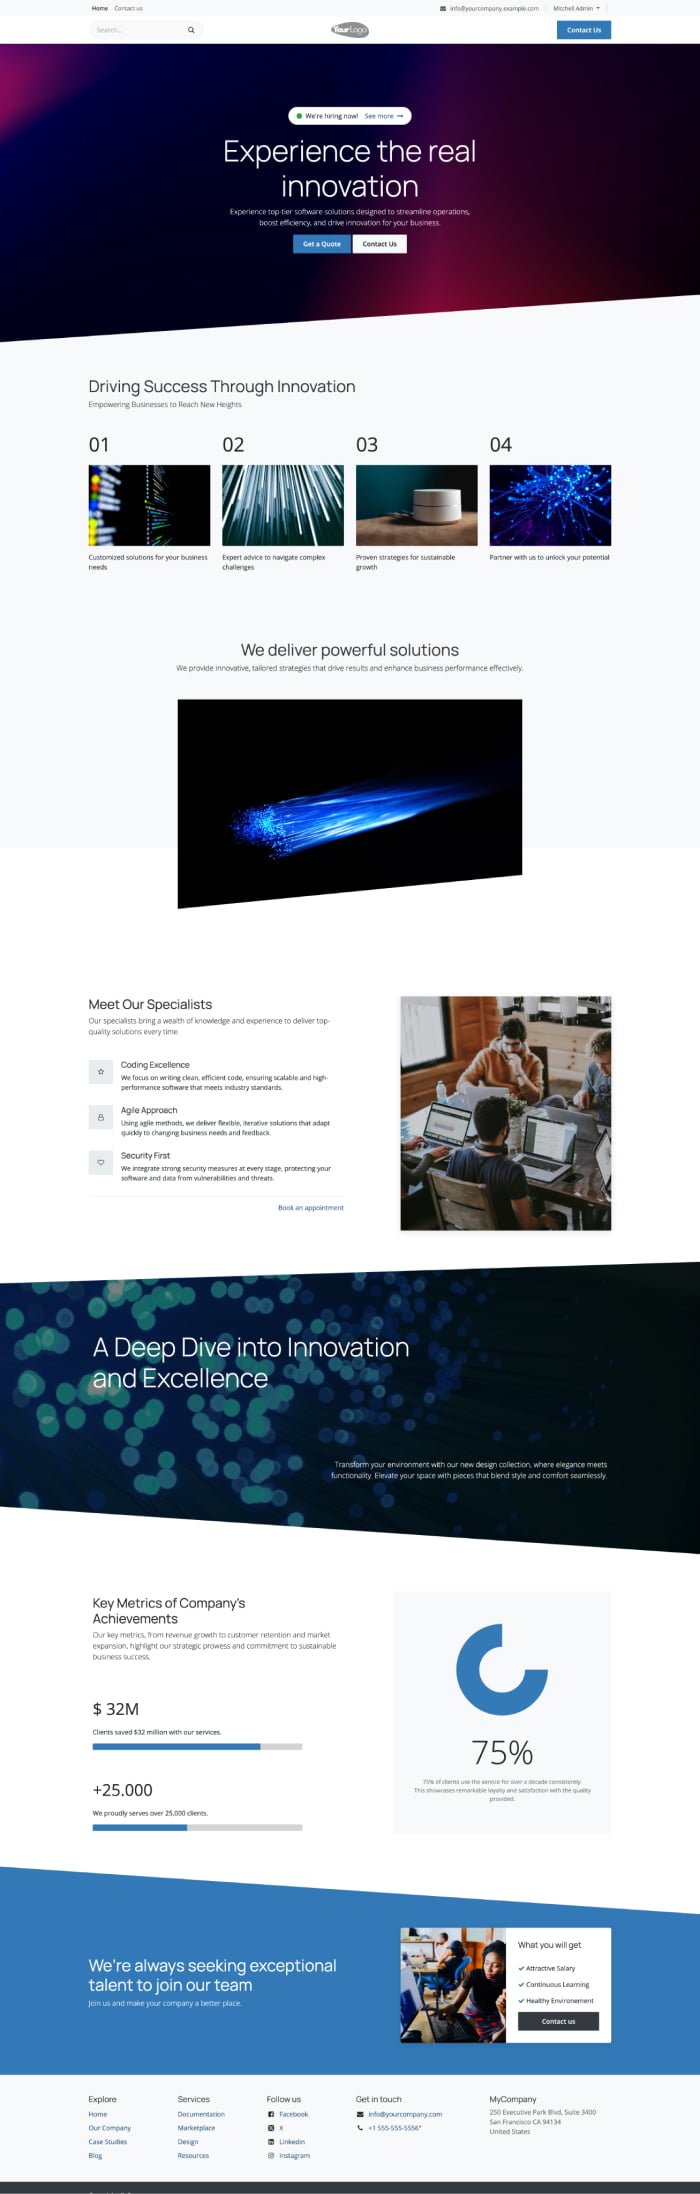 Home Contact us info@yourcompany.example.com Mitchell Admin
Search... YourLogo Contact Us
We're hiring now! See more →
Experience the real
innovation
Experience top-tier software solutions designed to streamline operations,
boost efficiency, and drive innovation for your business.
Get a Quote Contact Us
Driving Success Through Innovation
Empowering Businesses to Reach New Heights
01 02 03 04
Customized solutions for your business
needs
Expert advice to navigate complex
challenges
Proven strategies for sustainable
growth
Partner with us to unlock your potential
We deliver powerful solutions
We provide innovative, tailored strategies that drive results and enhance business performance effectively.
Meet Our Specialists
Our specialists bring a wealth of knowledge and experience to deliver top-
quality solutions every time.
Coding Excellence
We focus on writing clean, efficient code, ensuring scalable and high-
performance software that meets industry standards.
Agile Approach
Using agile methods, we deliver flexible, iterative solutions that adapt
quickly to changing business needs and feedback.
Security First
We integrate strong security measures at every stage, protecting your
software and data from vulnerabilities and threats.
Book an appointment
A Deep Dive into Innovation
and Excellence
Transform your environment with our new design collection, where elegance meets
functionality. Elevate your space with pieces that blend style and comfort seamlessly.
Key Metrics of Company's
Achievements
Our key metrics, from revenue growth to customer retention and market
expansion, highlight our strategic prowess and commitment to sustainable
business success.
$ 32M
Clients saved $32 million with our services.
+25.000
We proudly serves over 25,000 clients.
75%
75% of clients use the service for over a decade consistently.
This showcases remarkable loyalty and satisfaction with the quality
provided.
We're always seeking exceptional
talent to join our team
Join us and make your company a better place.
What you will get
Attractive Salary
Continuous Learning
Healthy Environement
Contact us
Explore
Home
Our Company
Case Studies
Blog
Services
Documentation
Marketplace
Design
Resources
Follow us
Facebook
X
Linkedin
Instagram
Get in touch
info@yourcompany.com
+1 555-555-5556"
MyCompany
250 Executive Park Blvd, Suite 3400
San Francisco CA 94134
United States